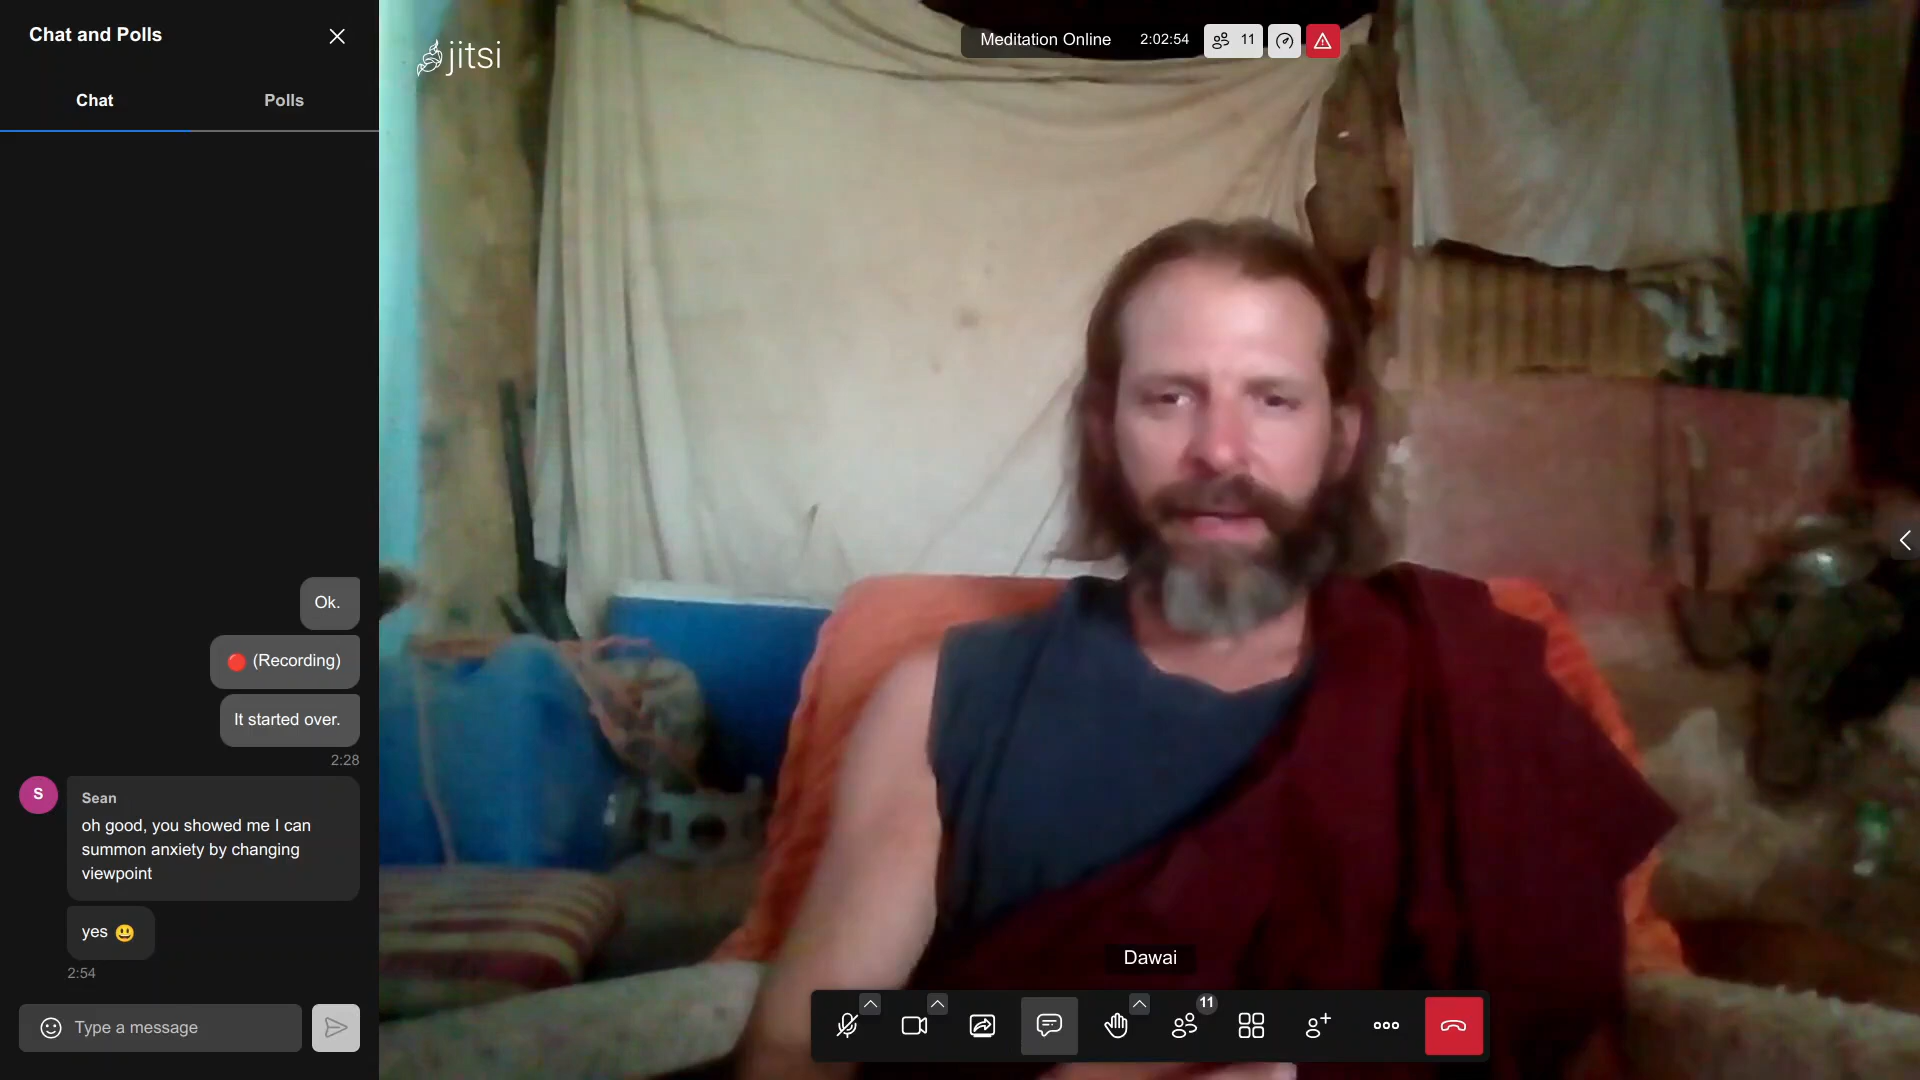 Chat and Polls
Chat
Polls
Ok.
🔴 (Recording)
It started over.
2:28
S
Sean
oh good, you showed me I can
summon anxiety by changing
viewpoint
yes 😃
2:54
Type a message
jitsi
Meditation Online
2:02:54
11
Dawai
11